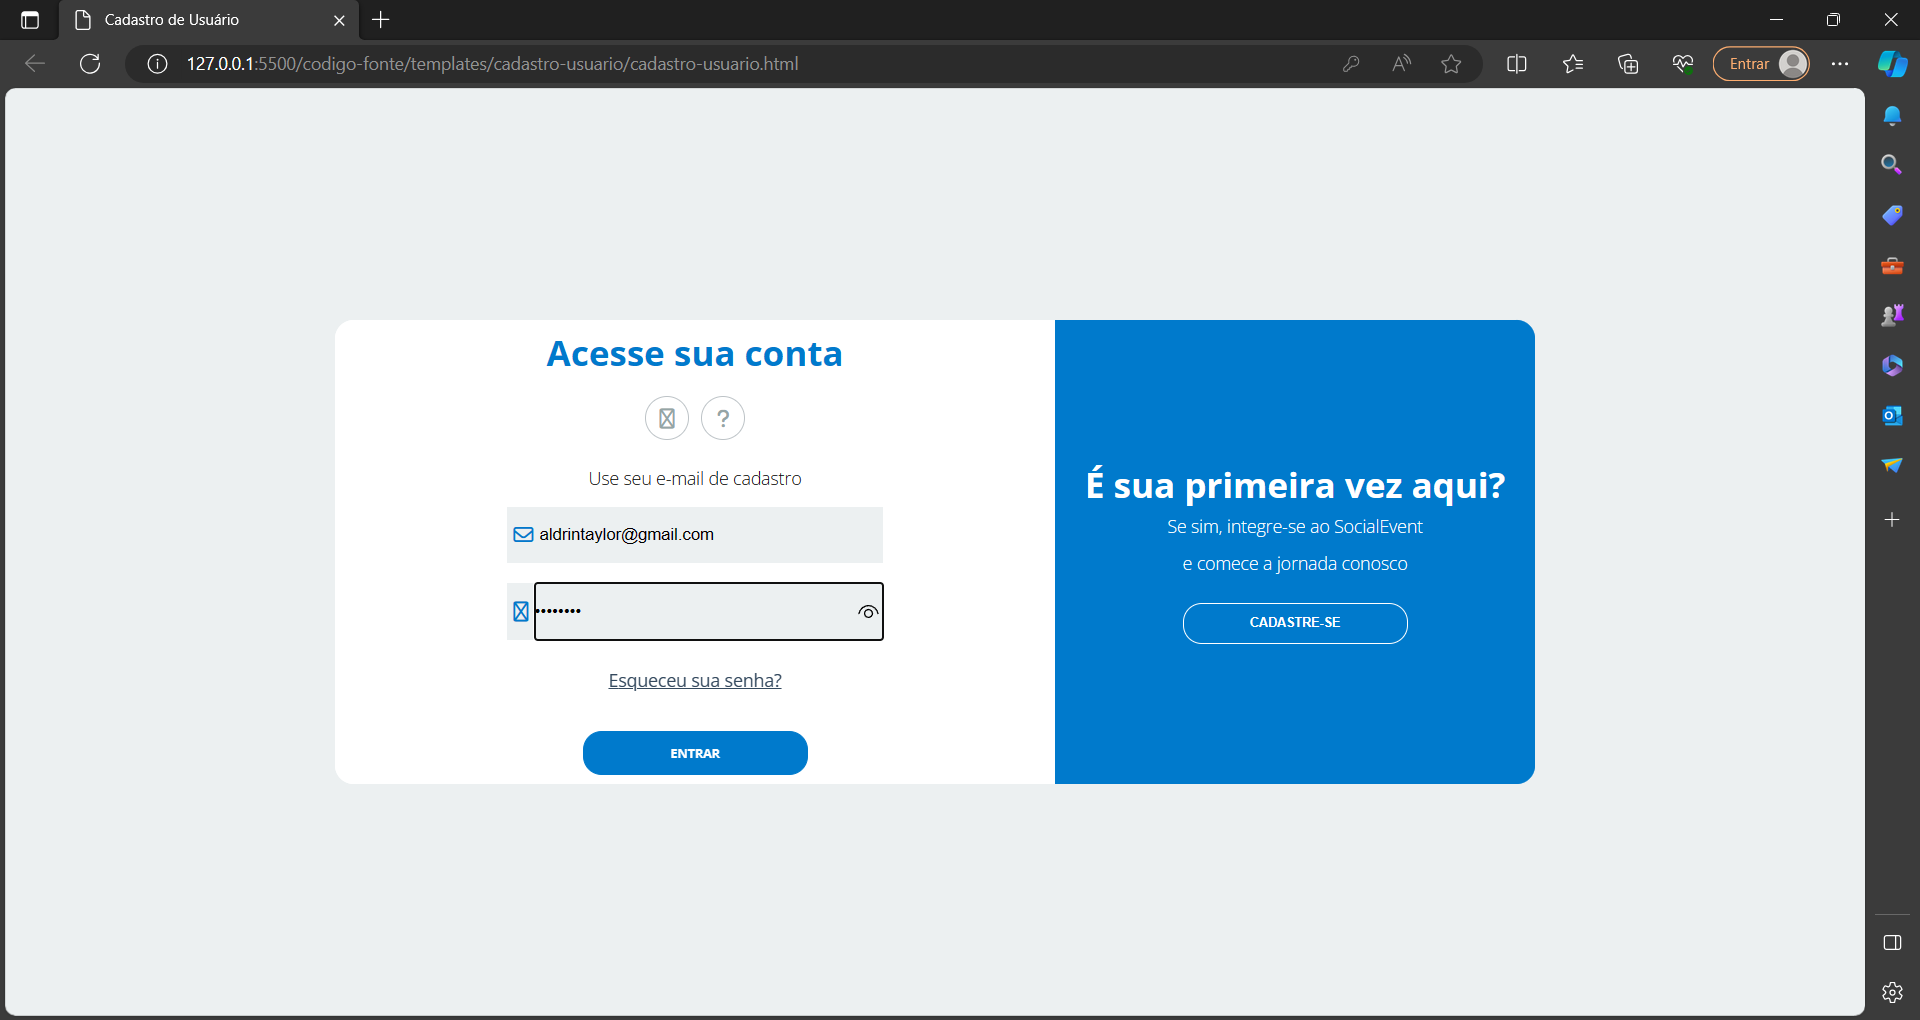 Cadastro de Usuário
127.0.0.1:5500/codigo-fonte/templates/cadastro-usuario/cadastro-usuario.html
Entrar
Acesse sua conta
?
Use seu e-mail de cadastro
aldrintaylor@gmail.com
••••••••
Esqueceu sua senha?
ENTRAR
É sua primeira vez aqui?
Se sim, integre-se ao SocialEvent
e comece a jornada conosco
CADASTRE-SE